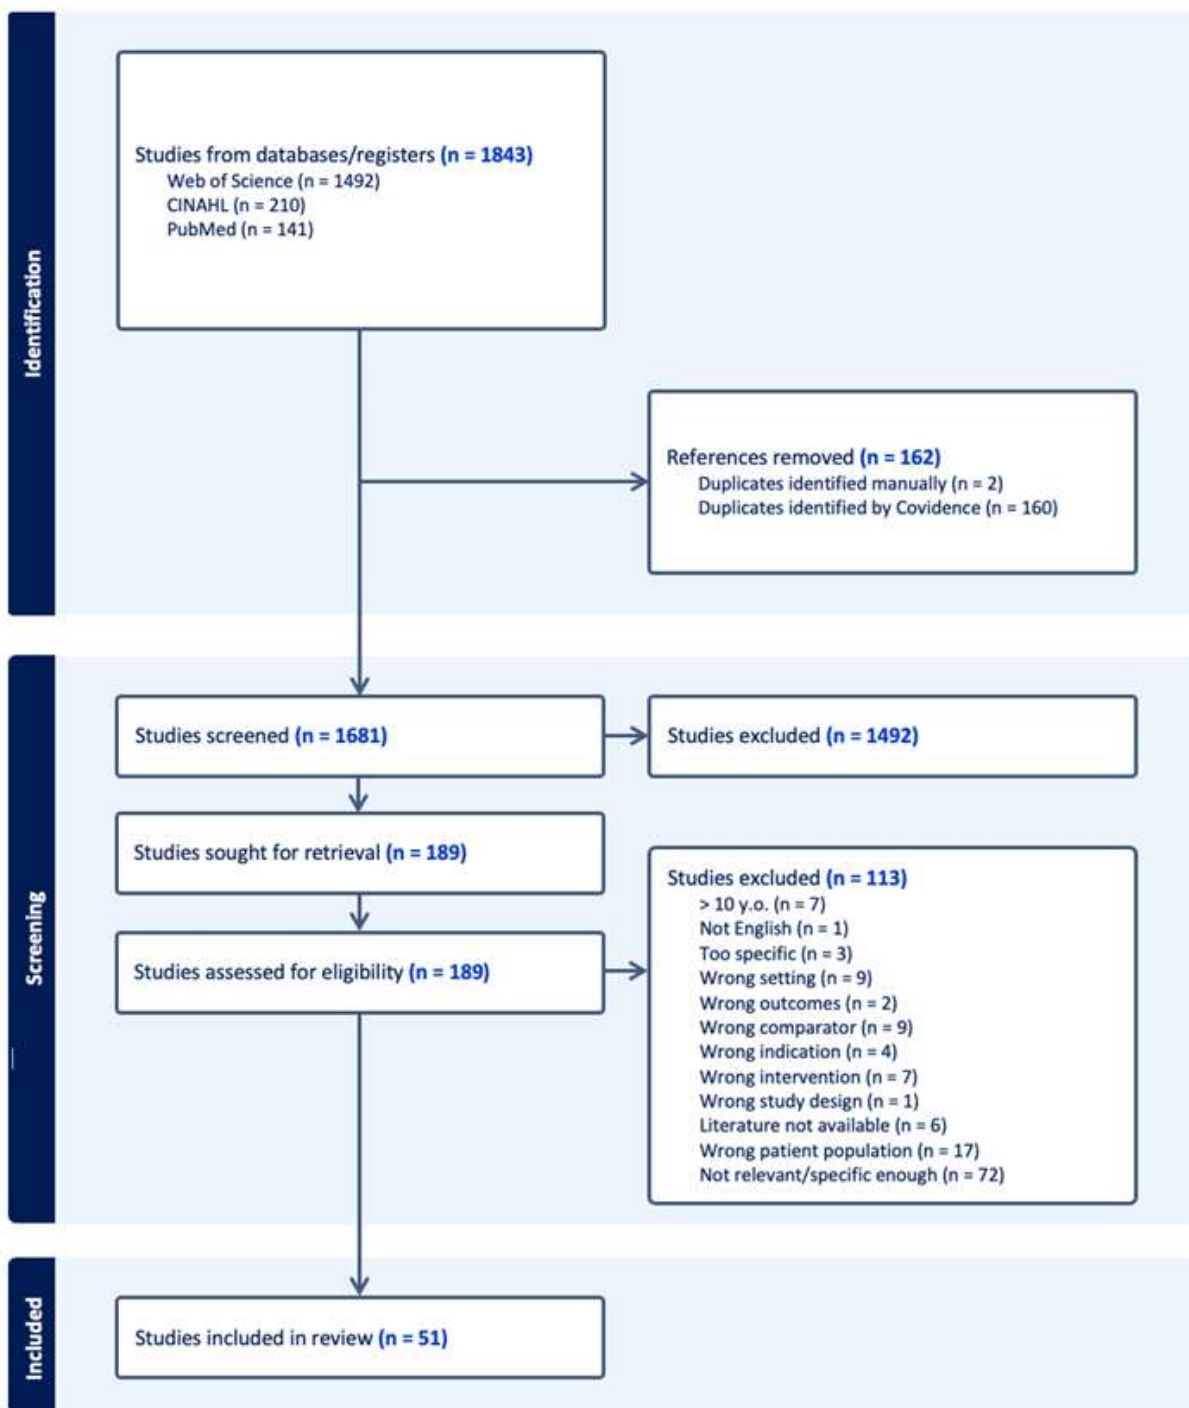 Identification
Studies from databases/registers (n = 1843)
Web of Science (n = 1492)
CINAHL (n = 210)
PubMed (n = 141)
References removed (n = 162)
Duplicates identified manually (n = 2)
Duplicates identified by Covidence (n = 160)
Screening
Studies screened (n = 1681)
Studies excluded (n = 1492)
Studies sought for retrieval (n = 189)
Studies assessed for eligibility (n = 189)
Studies excluded (n = 113)
> 10 y.o. (n = 7)
Not English (n = 1)
Too specific (n = 3)
Wrong setting (n = 9)
Wrong outcomes (n = 2)
Wrong comparator (n = 9)
Wrong indication (n = 4)
Wrong intervention (n = 7)
Wrong study design (n = 1)
Literature not available (n = 6)
Wrong patient population (n = 17)
Not relevant/specific enough (n = 72)
Included
Studies included in review (n = 51)